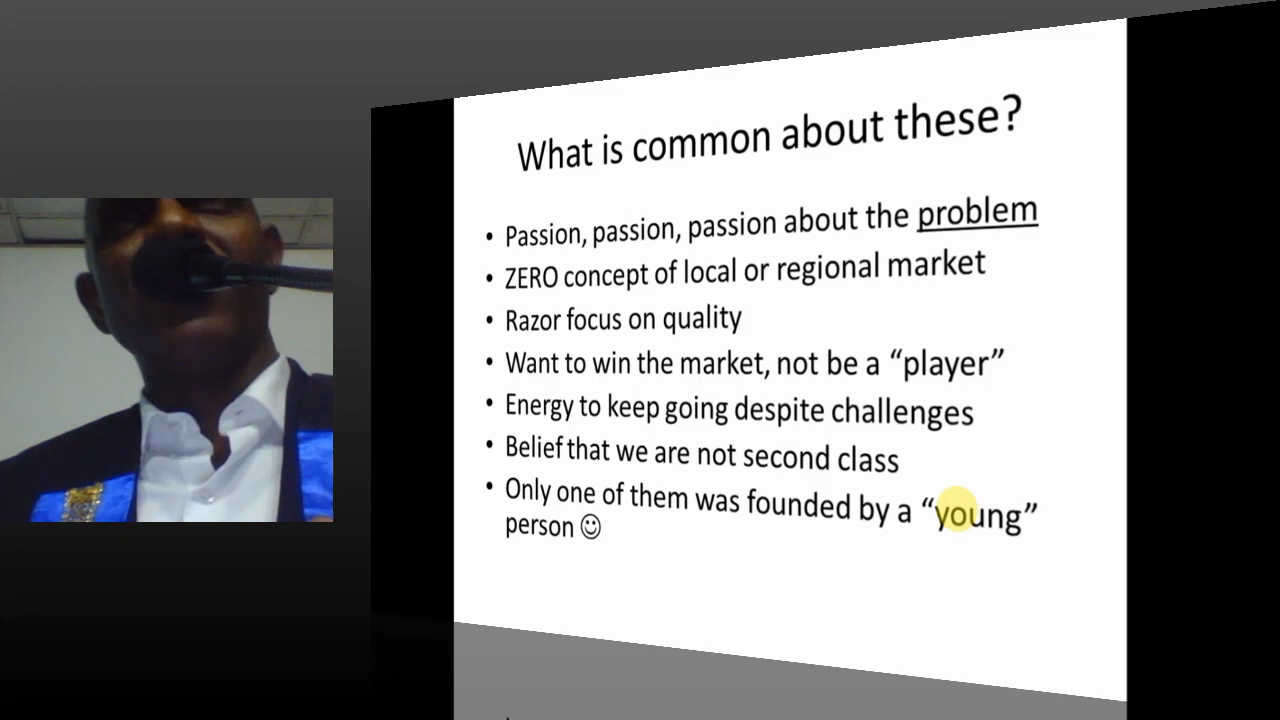 What is common about these?
• Passion, passion, passion about the problem
• ZERO concept of local or regional market
• Razor focus on quality
• Want to win the market, not be a “player”
• Energy to keep going despite challenges
• Belief that we are not second class
• Only one of them was founded by a “young”
person ☺